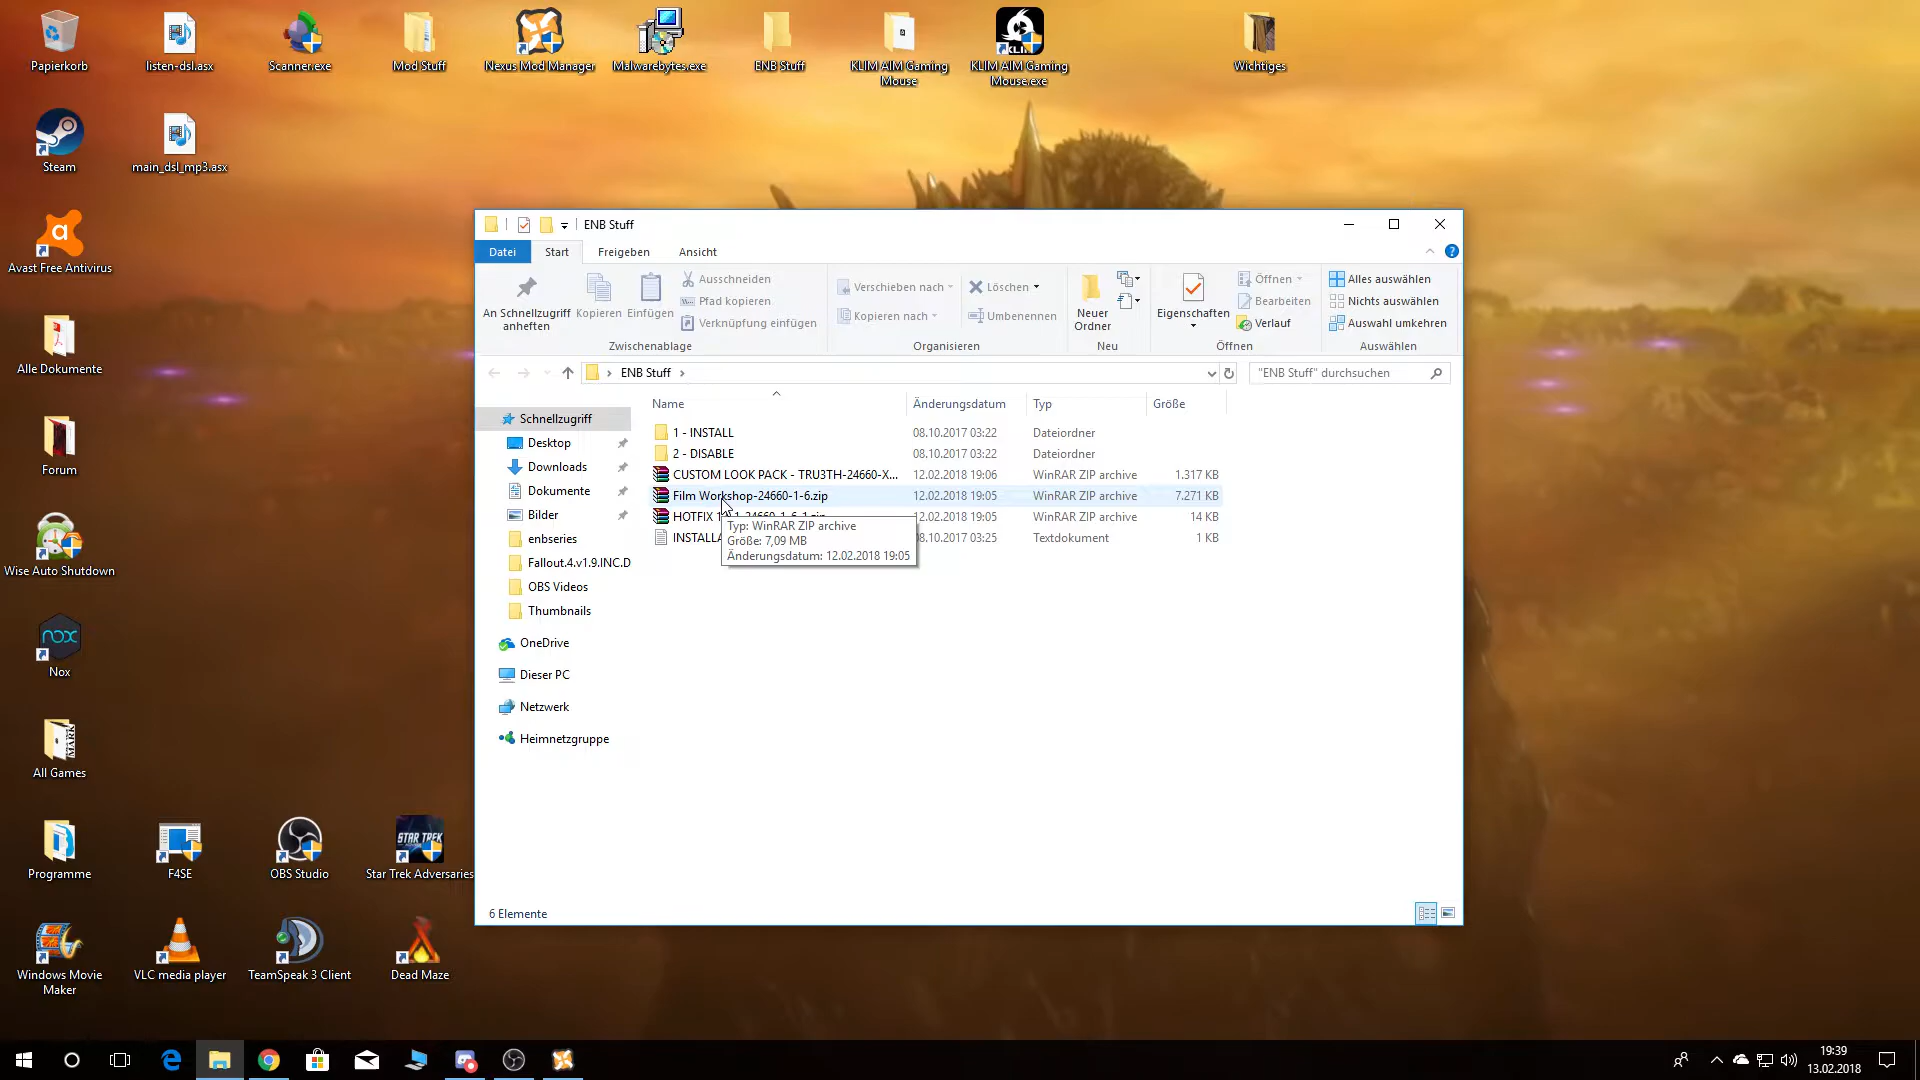 Papierkorb
listen-dsl.asx
Scanner.exe
Mod Stuff
Nexus Mod Manager
Malwarebytes.exe
ENB Stuff
KLIM AIM Gaming
Mouse
KLIM AIM Gaming
Mouse.exe
Wichtiges
Steam
main_dsl_mp3.asx
Avast Free Antivirus
Alle Dokumente
Forum
Wise Auto Shutdown
nox
Nox
All Games
Programme
F4SE
OBS Studio
STAR TREK
Star Trek Adversaries
Windows Movie
Maker
VLC media player
TeamSpeak 3 Client
Dead Maze
ENB Stuff
Datei
Start
Freigeben
Ansicht
An Schnellzugriff
anheften
Kopieren
Einfügen
Ausschneiden
Pfad kopieren
Verknüpfung einfügen
Zwischenablage
Verschieben nach
Kopieren nach
Löschen
Umbenennen
Organisieren
Neuer
Ordner
Neu
Eigenschaften
Öffnen
Bearbeiten
Verlauf
Öffnen
Alles auswählen
Nichts auswählen
Auswahl umkehren
Auswählen
ENB Stuff
"ENB Stuff" durchsuchen
Schnellzugriff
Desktop
Downloads
Dokumente
Bilder
enbseries
Fallout.4.v1.9.INC.D
OBS Videos
Thumbnails
OneDrive
Dieser PC
Netzwerk
Heimnetzgruppe
Name Änderungsdatum Typ Größe
1 - INSTALL 08.10.2017 03:22 Dateiordner
2 - DISABLE 08.10.2017 03:22 Dateiordner
CUSTOM LOOK PACK - TRU3TH-24660-X... 12.02.2018 19:06 WinRAR ZIP archive 1.317 KB
Film Workshop-24660-1-6.zip 12.02.2018 19:05 WinRAR ZIP archive 7.271 KB
HOTFIX 12.02.2018 19:05 WinRAR ZIP archive 14 KB
08.10.2017 03:25 Textdokument 1 KB
Typ: WinRAR ZIP archive
Größe: 7,09 MB
Änderungsdatum: 12.02.2018 19:05
6 Elemente
19:39
13.02.2018